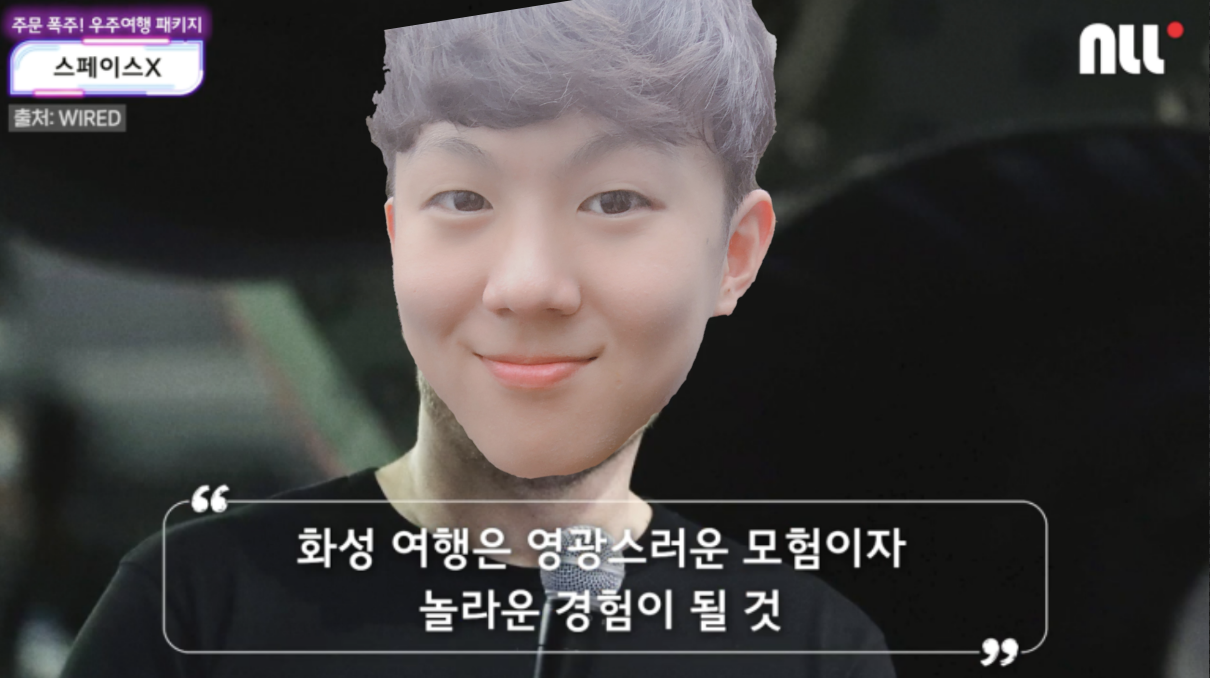 주문 폭주! 우주여행 패키지
스페이스X
출처: WIRED
nLL
“화성 여행은 영광스러운 모험이자
놀라운 경험이 될 것”